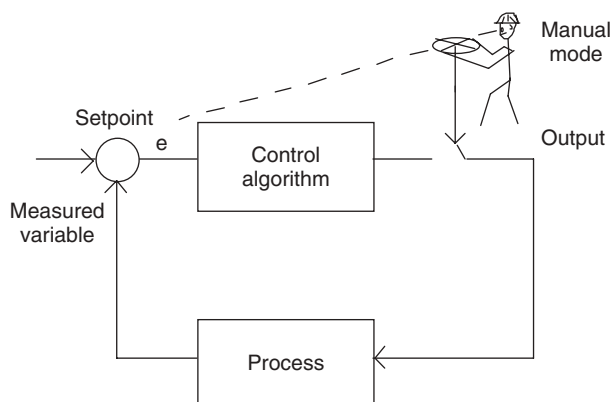 Manual
mode
Setpoint
e
Control
algorithm
Output
Measured
variable
Process